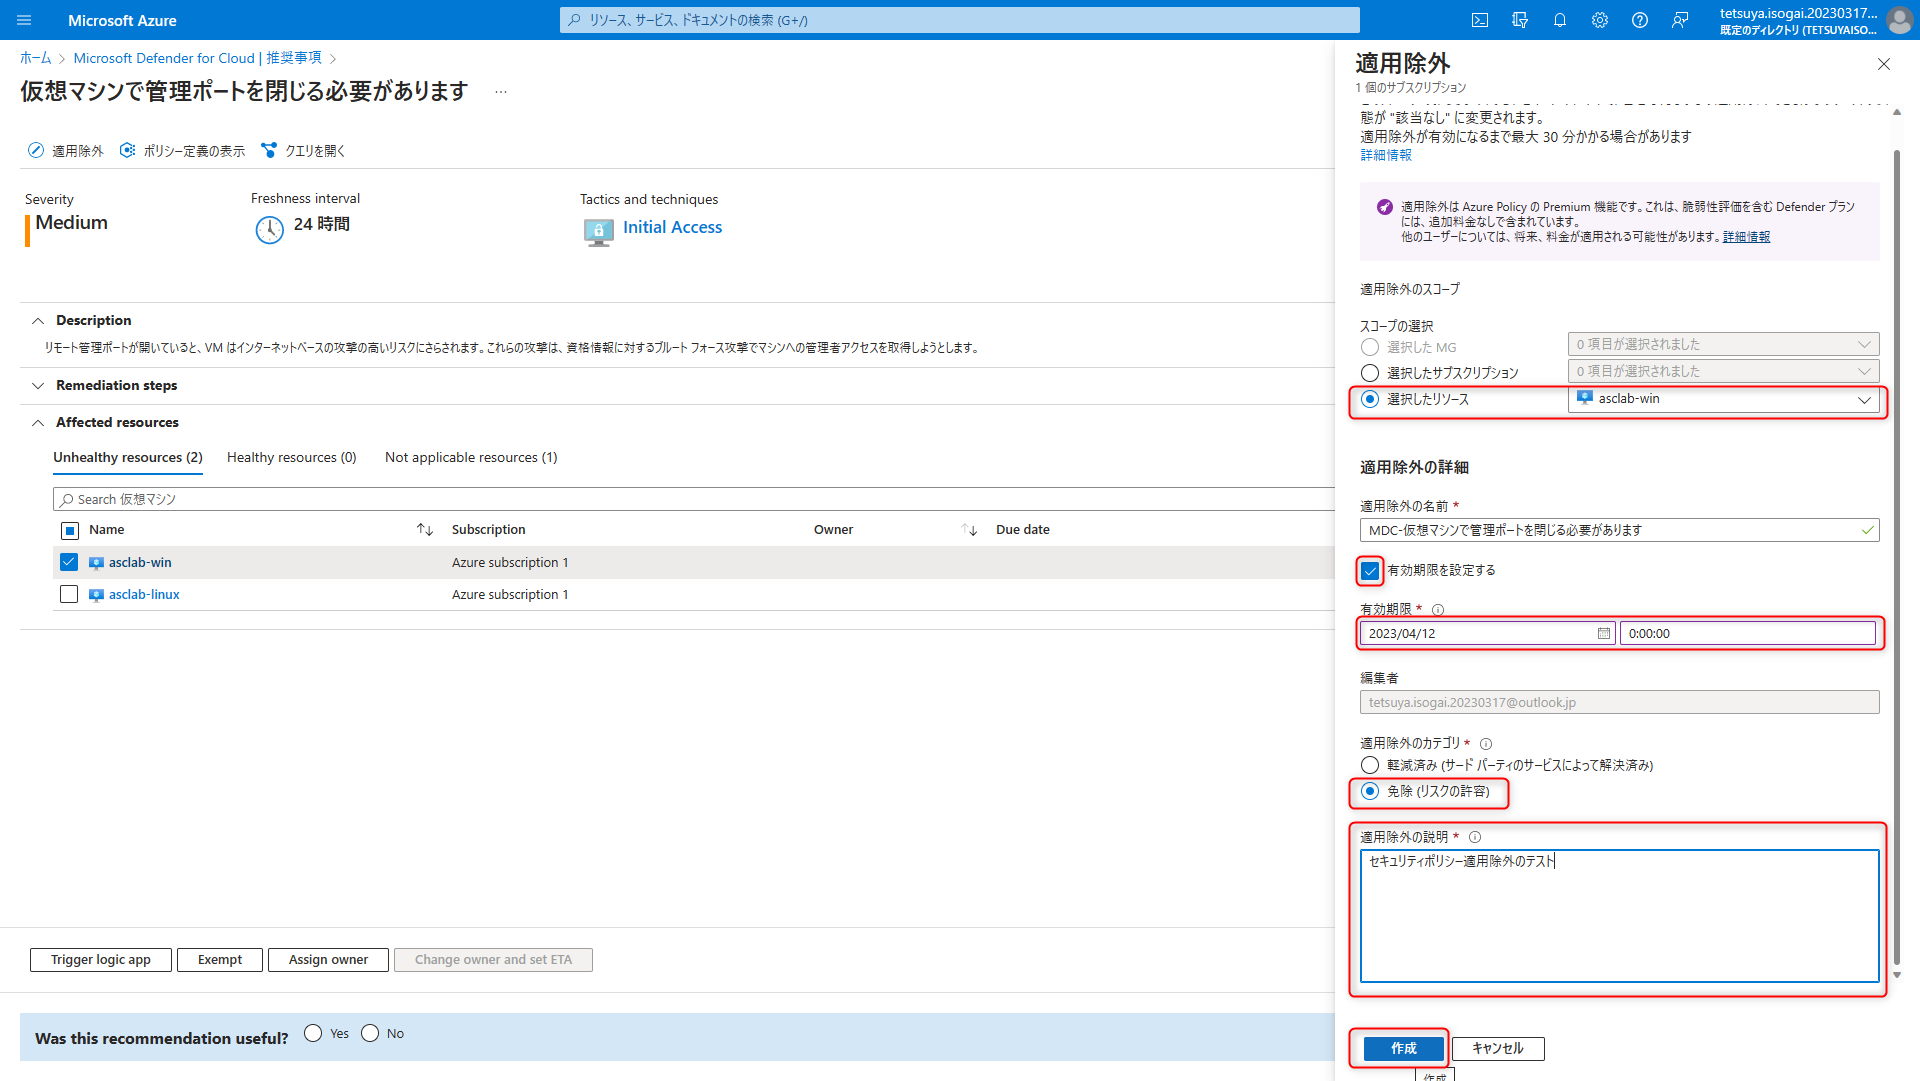 Microsoft Azure
リソース、サービス、ドキュメントの検索 (G+/)
tetsuya.isogai.20230317...
既定のディレクトリ (TETSUYAISO...
ホーム > Microsoft Defender for Cloud | 推奨事項 >
仮想マシンで管理ポートを閉じる必要があります ...
適用除外 ポリシー定義の表示 クエリを開く
Severity
Medium
Freshness interval
24 時間
Tactics and techniques
Initial Access
Description
リモート管理ポートが開いていると、VM はインターネットベースの攻撃の高いリスクにさらされます。これらの攻撃は、資格情報に対するブルート フォース攻撃でマシンへの管理者アクセスを取得しようとします。
Remediation steps
Affected resources
Unhealthy resources (2) Healthy resources (0) Not applicable resources (1)
Search 仮想マシン
Name Subscription Owner Due date
asclab-win Azure subscription 1
asclab-linux Azure subscription 1
Trigger logic app Exempt Assign owner Change owner and set ETA
Was this recommendation useful? Yes No
適用除外
1 個のサブスクリプション
態が "該当なし" に変更されます。
適用除外が有効になるまで最大 30 分かかる場合があります
詳細情報
適用除外は Azure Policy の Premium 機能です。これは、脆弱性評価を含む Defender プラン
には、追加料金なしで含まれています。
他のユーザーについては、将来、料金が適用される可能性があります。詳細情報
適用除外のスコープ
スコープの選択
選択した MG 0 項目が選択されました
選択したサブスクリプション 0 項目が選択されました
選択したリソース asclab-win
適用除外の詳細
適用除外の名前 *
MDC-仮想マシンで管理ポートを閉じる必要があります
有効期限を設定する
有効期限 *
2023/04/12 0:00:00
編集者
tetsuya.isogai.20230317@outlook.jp
適用除外のカテゴリ *
軽減済み (サード パーティのサービスによって解決済み)
免除 (リスクの許容)
適用除外の説明 *
セキュリティポリシー適用除外のテスト
作成 キャンセル
作成